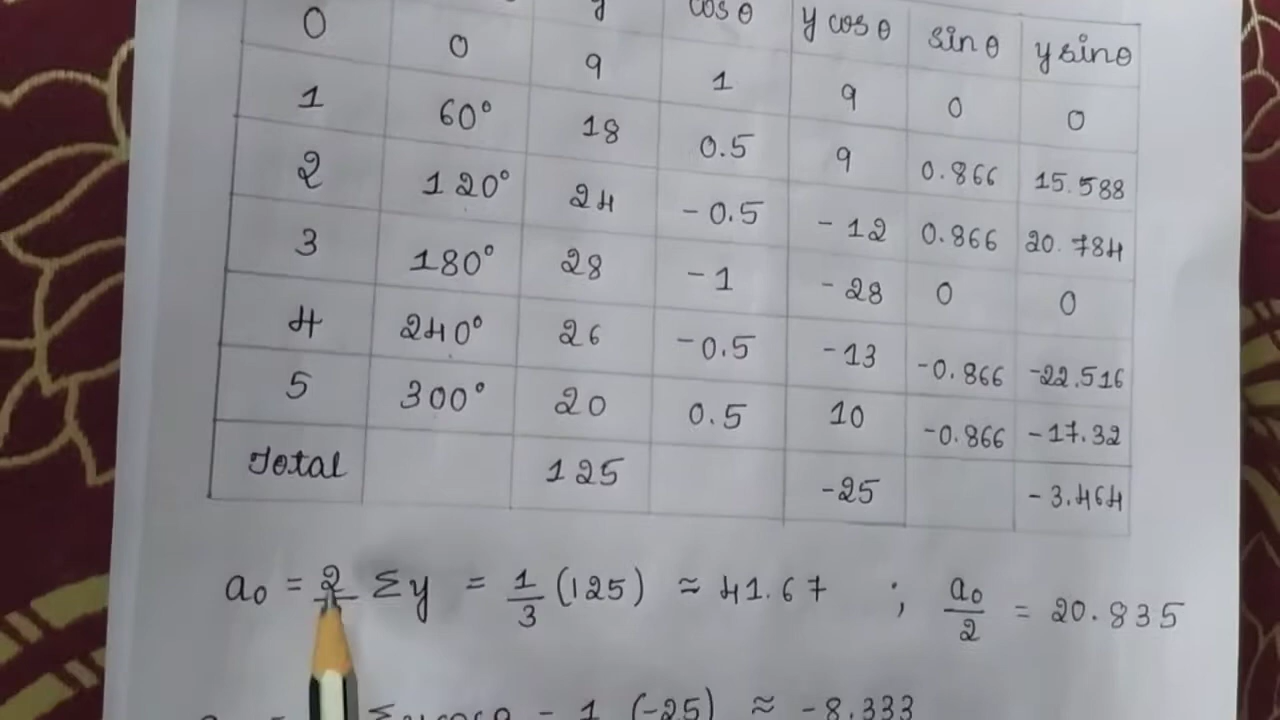 y cos θ y cos θ sin θ y sin θ
0 0 9 1 9 0 0
1 60° 18 0.5 9 0.866 15.588
2 120° 24 -0.5 -12 0.866 20.784
3 180° 28 -1 -28 0 0
4 240° 26 -0.5 -13 -0.866 -22.516
5 300° 20 0.5 10 -0.866 -17.32
Total 125 -25 -3.464
a₀ = 2 Σy = 1/3 (125) ≈ 41.67 ; a₀/2 = 20.835
= Σ y cos θ = 1 (-25) ≈ -8.333